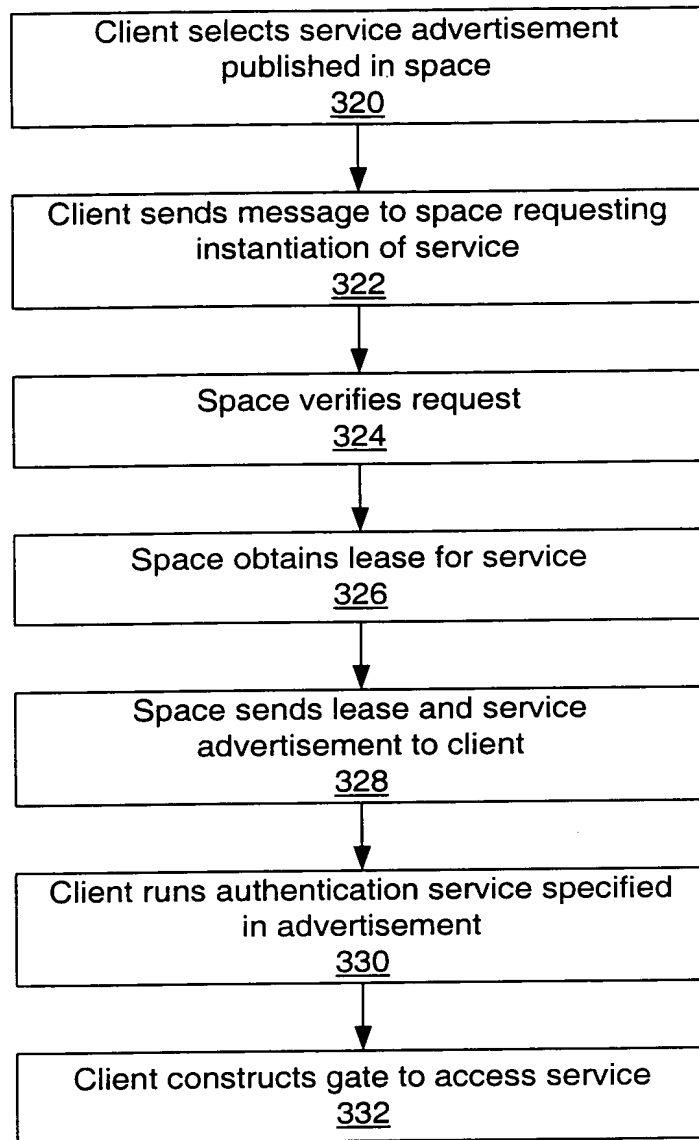 Client selects service advertisement
published in space
320
Client sends message to space requesting
instantiation of service
322
Space verifies request
324
Space obtains lease for service
326
Space sends lease and service
advertisement to client
328
Client runs authentication service specified
in advertisement
330
Client constructs gate to access service
332